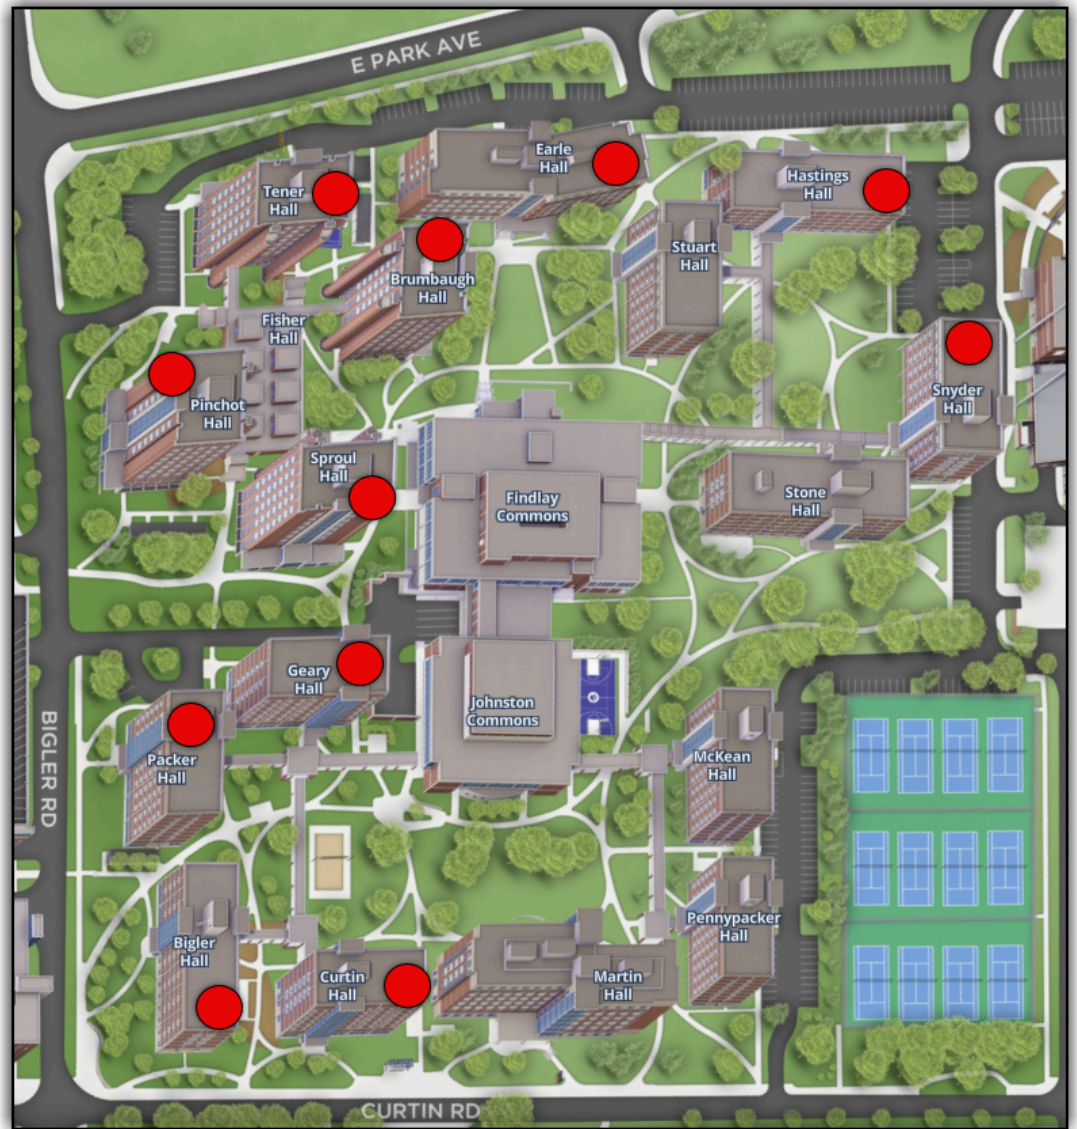 E PARK AVE
Earle
Hall
Tener
Hall
Hastings
Hall
Stuart
Hall
Brumbaugh
Hall
Fisher
Hall
Snyder
Hall
Pinchot
Hall
Sproul
Hall
Findlay
Commons
Stone
Hall
Geary
Hall
Johnston
Commons
BIGLER RD
Packer
Hall
McKean
Hall
Pennypacker
Hall
Bigler
Hall
Curtin
Hall
Martin
Hall
CURTIN RD